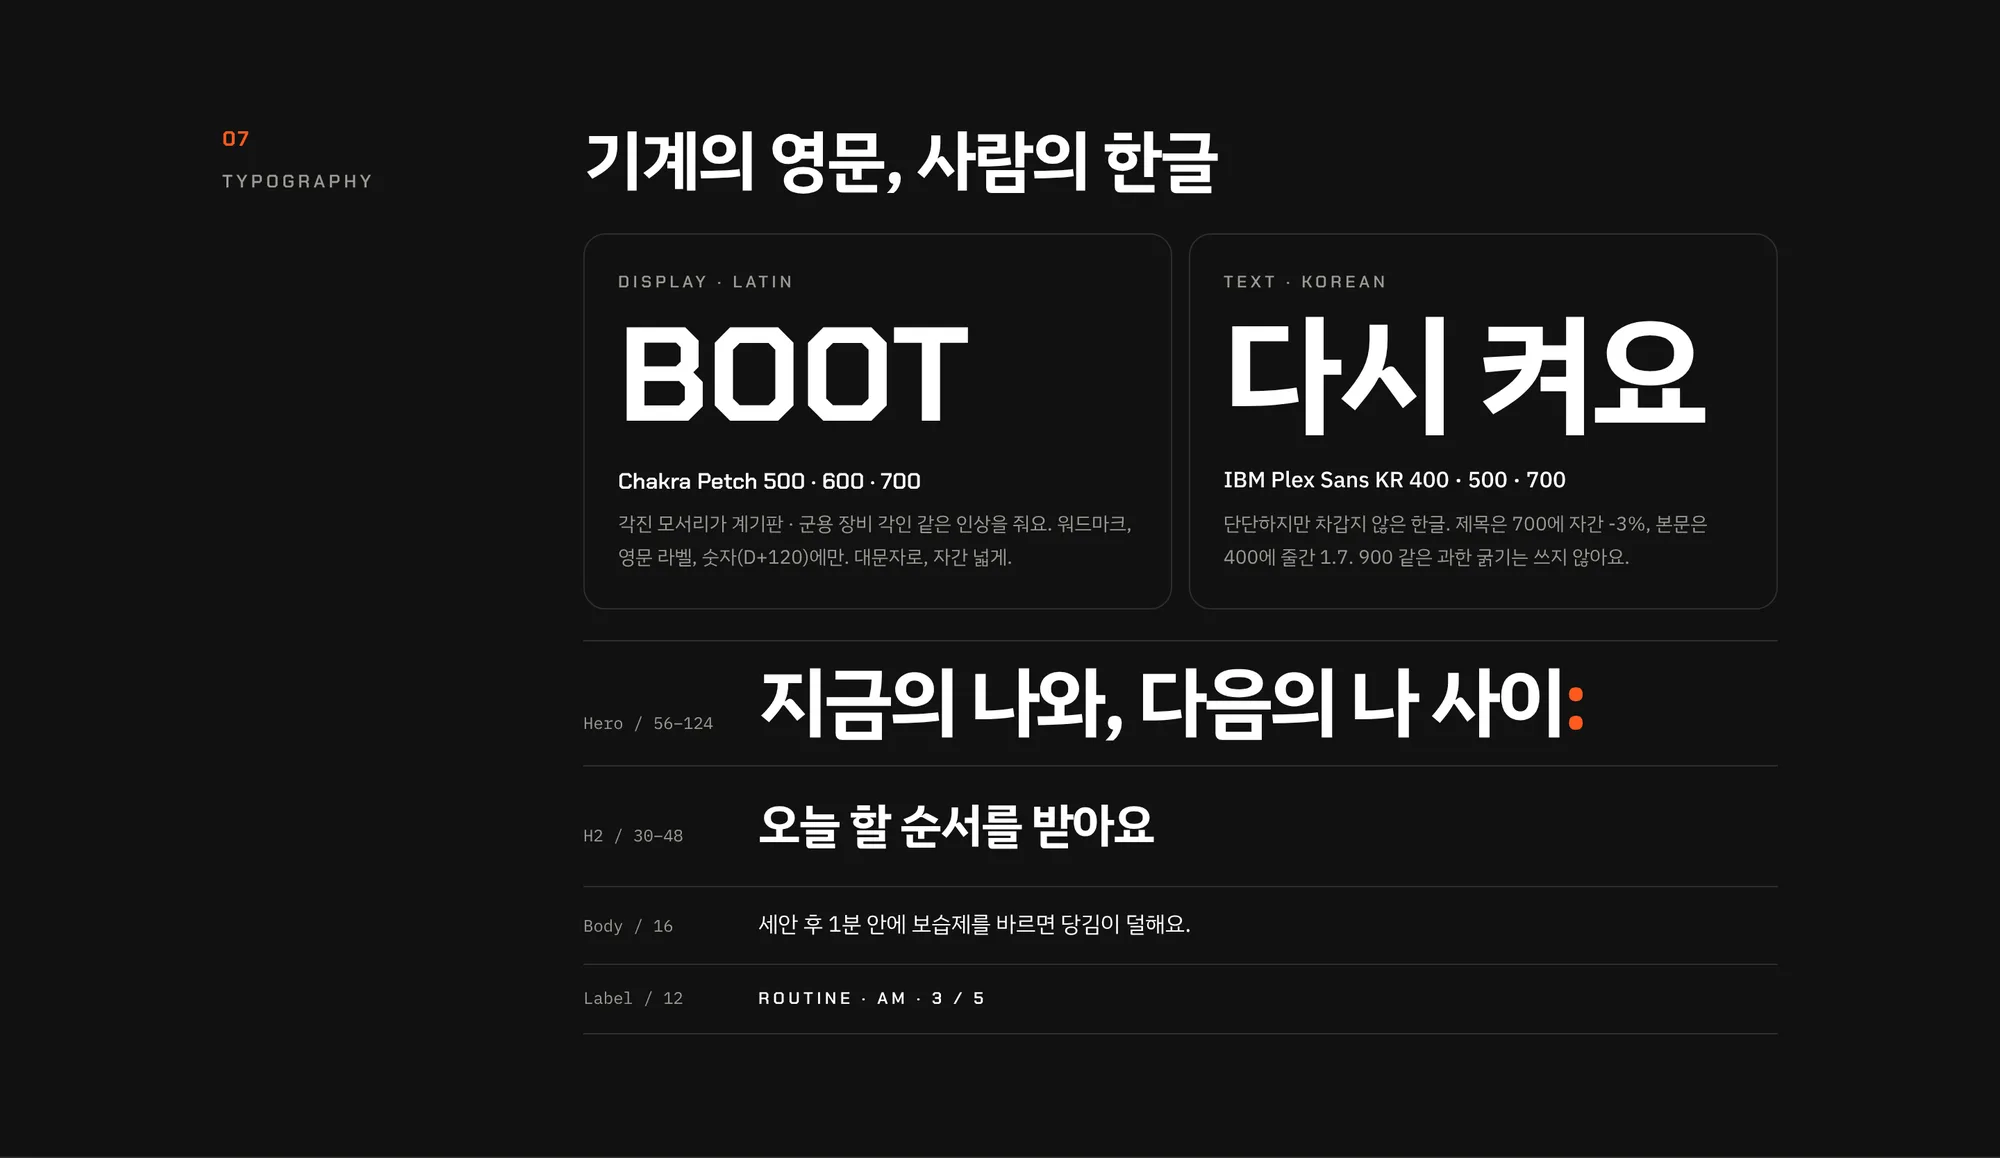 07
TYPOGRAPHY
기계의 영문, 사람의 한글
DISPLAY · LATIN
BOOT
Chakra Petch 500 · 600 · 700
각진 모서리가 계기판 · 군용 장비 각인 같은 인상을 줘요. 워드마크,
영문 라벨, 숫자(D+120)에만. 대문자로, 자간 넓게.
TEXT · KOREAN
다시 켜요
IBM Plex Sans KR 400 · 500 · 700
단단하지만 차갑지 않은 한글. 제목은 700에 자간 -3%, 본문은
400에 줄간 1.7. 900 같은 과한 굵기는 쓰지 않아요.
Hero / 56–124
지금의 나와, 다음의 나 사이:
H2 / 30–48
오늘 할 순서를 받아요
Body / 16
세안 후 1분 안에 보습제를 바르면 당김이 덜해요.
Label / 12
ROUTINE · AM · 3 / 5